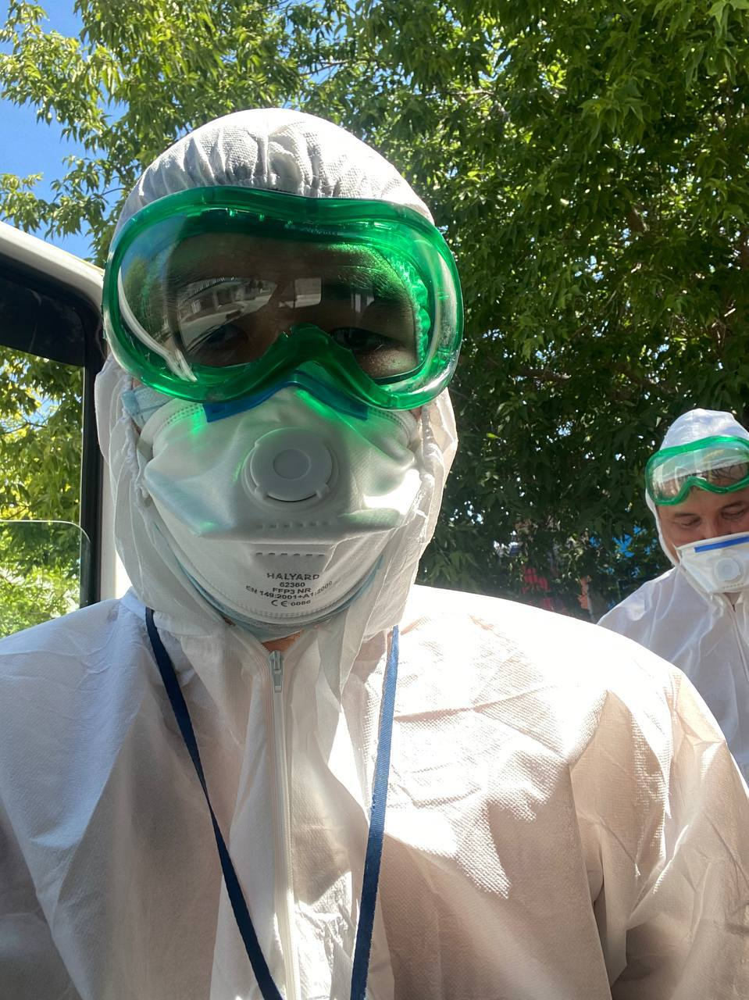 HALYARD
62360
FFP3 NR
EN 149:2001+A1:2009
CE 0086